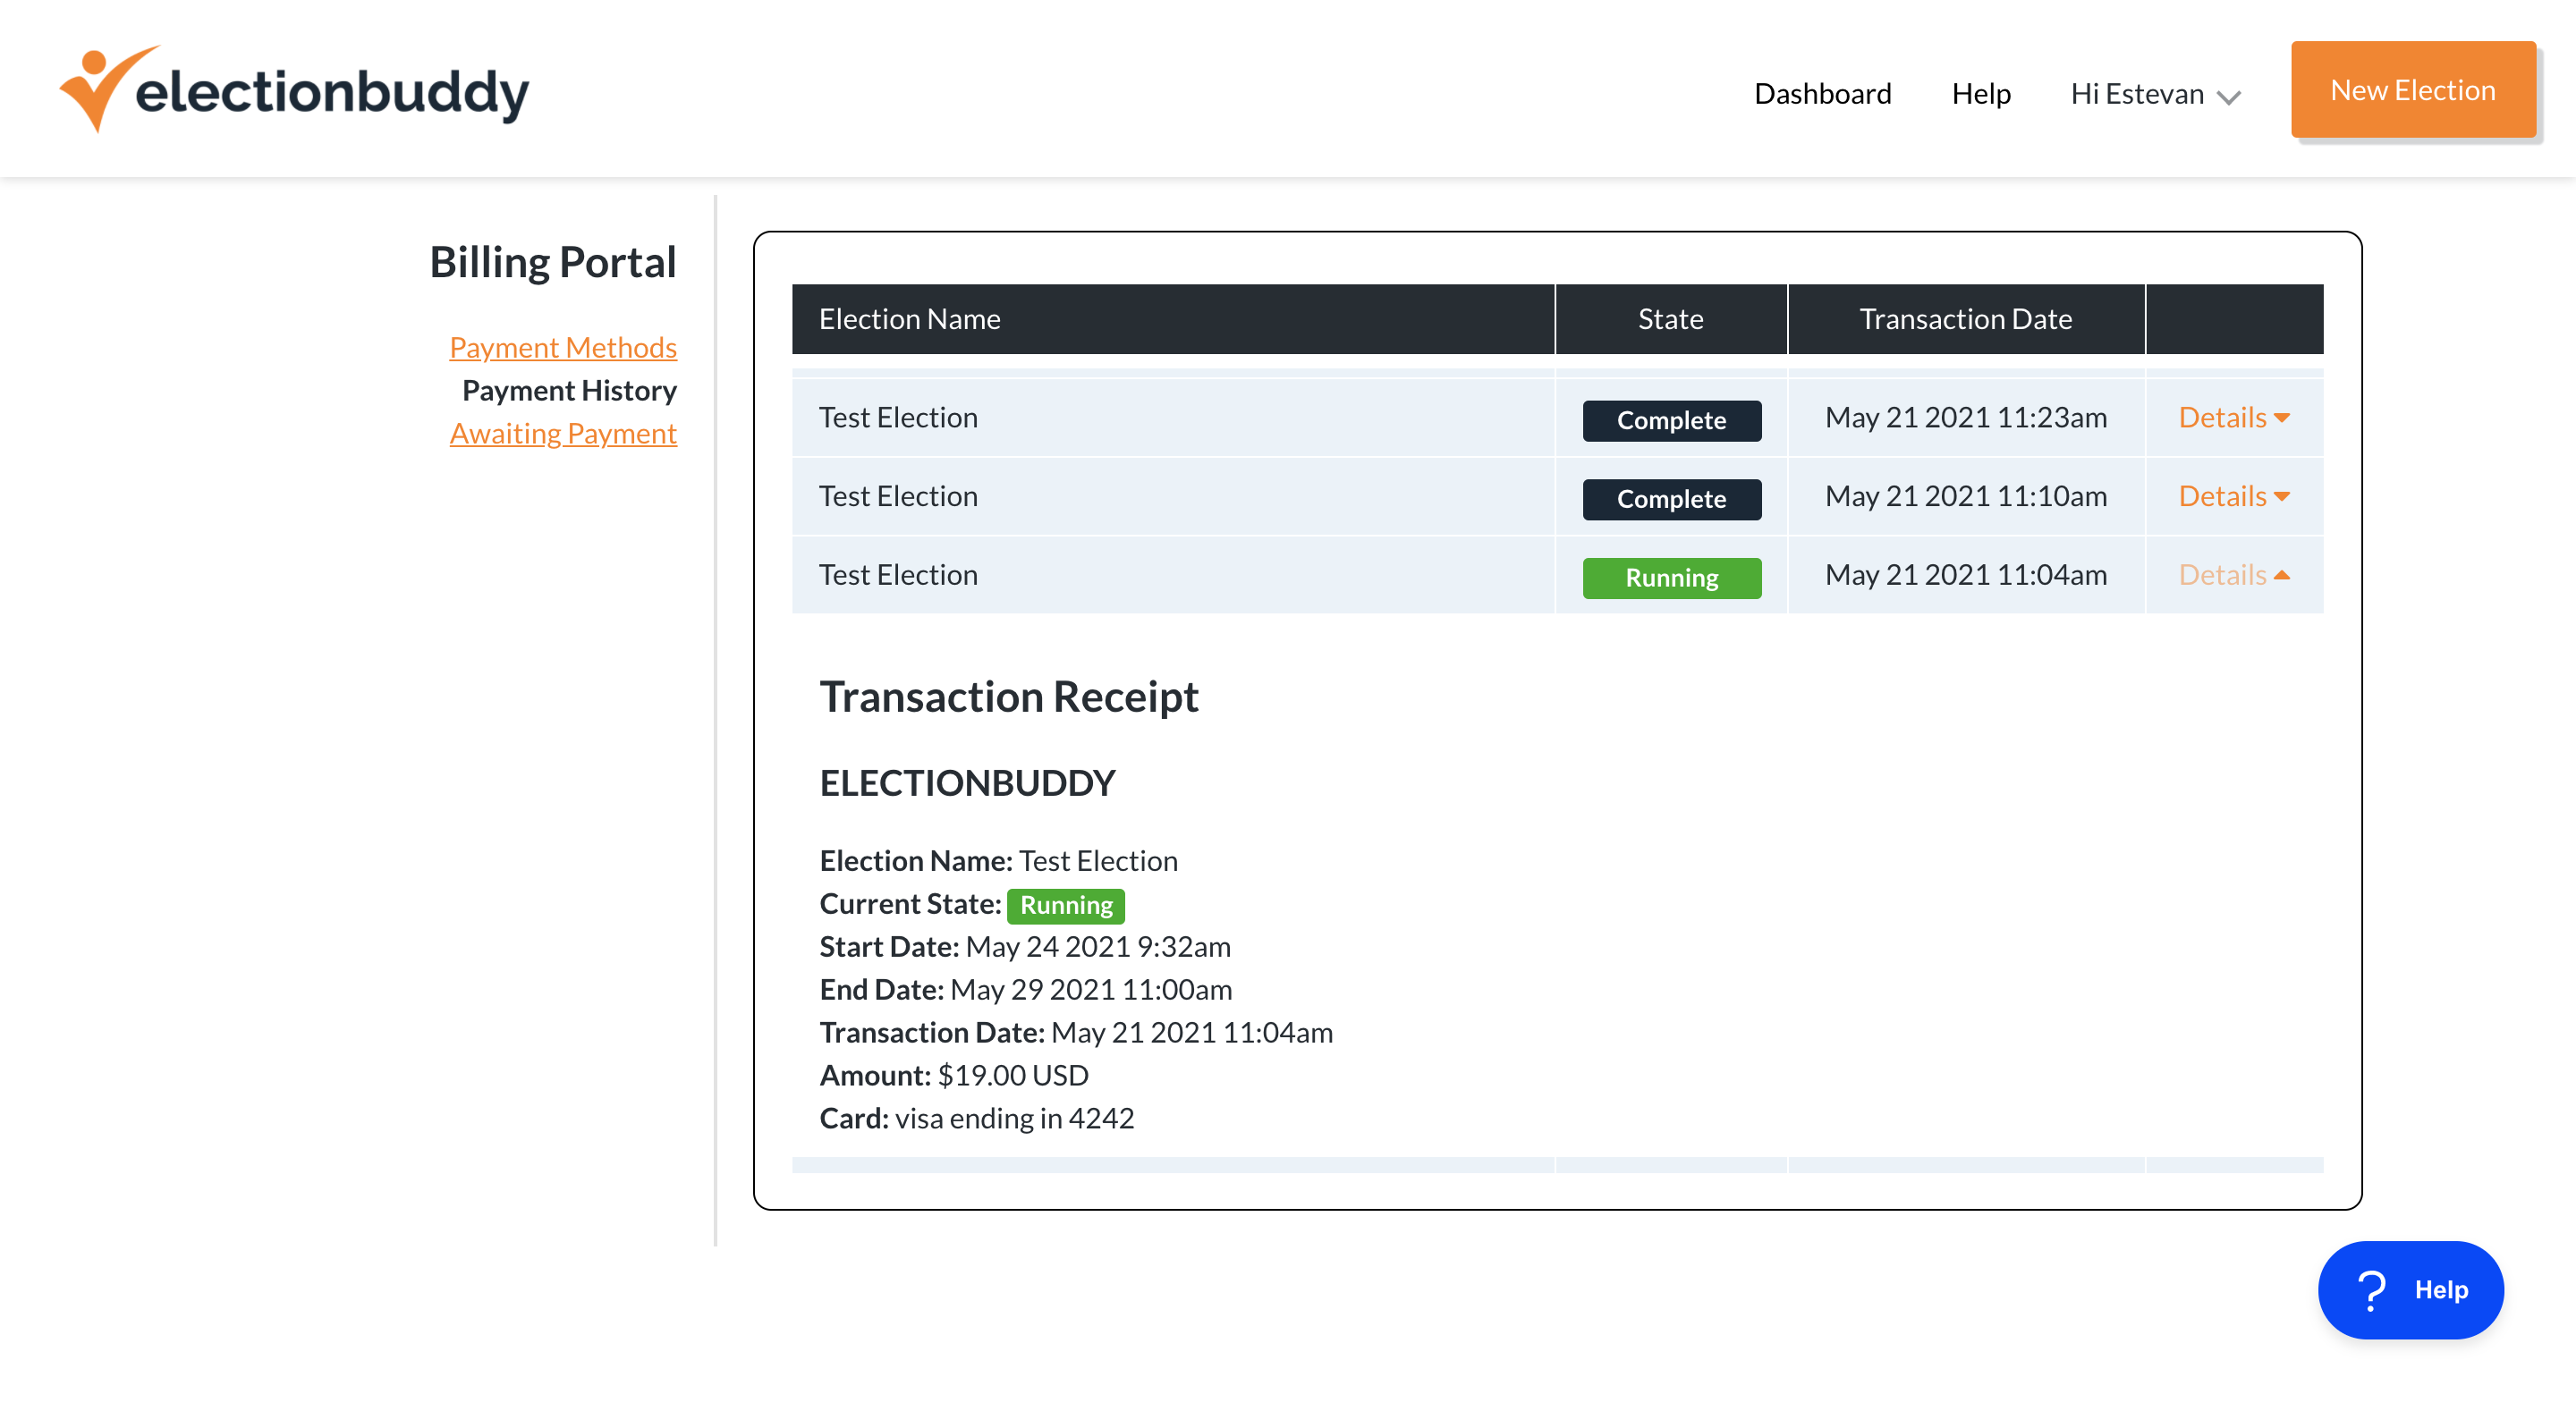 electionbuddy
Dashboard Help Hi Estevan New Election
Billing Portal
Payment Methods
Payment History
Awaiting Payment
Election Name State Transaction Date
Test Election Complete May 21 2021 11:23am Details
Test Election Complete May 21 2021 11:10am Details
Test Election Running May 21 2021 11:04am Details
Transaction Receipt
ELECTIONBUDDY
Election Name: Test Election
Current State: Running
Start Date: May 24 2021 9:32am
End Date: May 29 2021 11:00am
Transaction Date: May 21 2021 11:04am
Amount: $19.00 USD
Card: visa ending in 4242
? Help